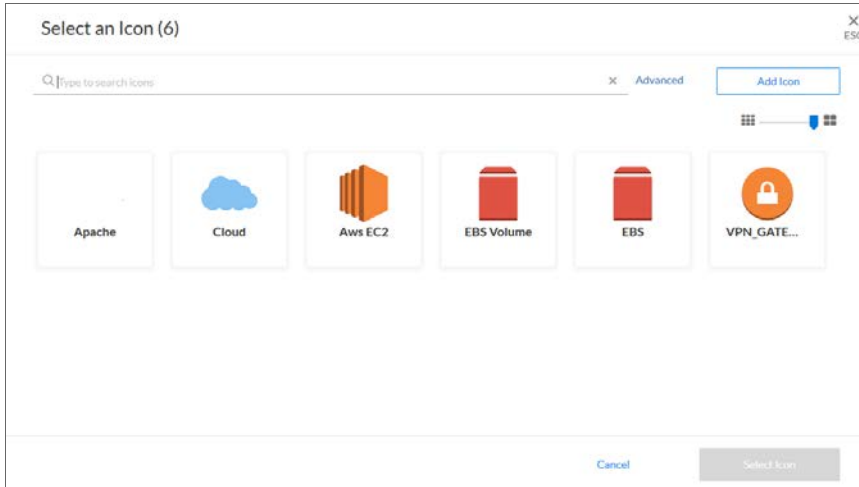 Select an Icon (6)
ESC
Type to search icons
Advanced
Add Icon
Apache
Cloud
Aws EC2
EBS Volume
EBS
VPN_GATE...
Cancel
Select Icon